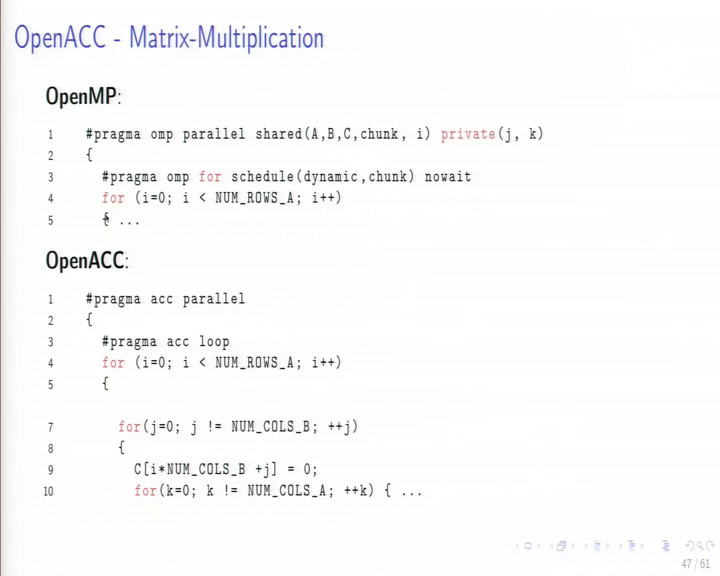 OpenACC - Matrix-Multiplication
OpenMP:
1 #pragma omp parallel shared(A,B,C,chunk, i) private(j, k)
2 {
3 #pragma omp for schedule(dynamic,chunk) nowait
4 for (i=0; i < NUM_ROWS_A; i++)
5 { ...
OpenACC:
1 #pragma acc parallel
2 {
3 #pragma acc loop
4 for (i=0; i < NUM_ROWS_A; i++)
5 {
7 for(j=0; j != NUM_COLS_B; ++j)
8 {
9 C[i*NUM_COLS_B +j] = 0;
10 for(k=0; k != NUM_COLS_A; ++k) { ...
47 / 61